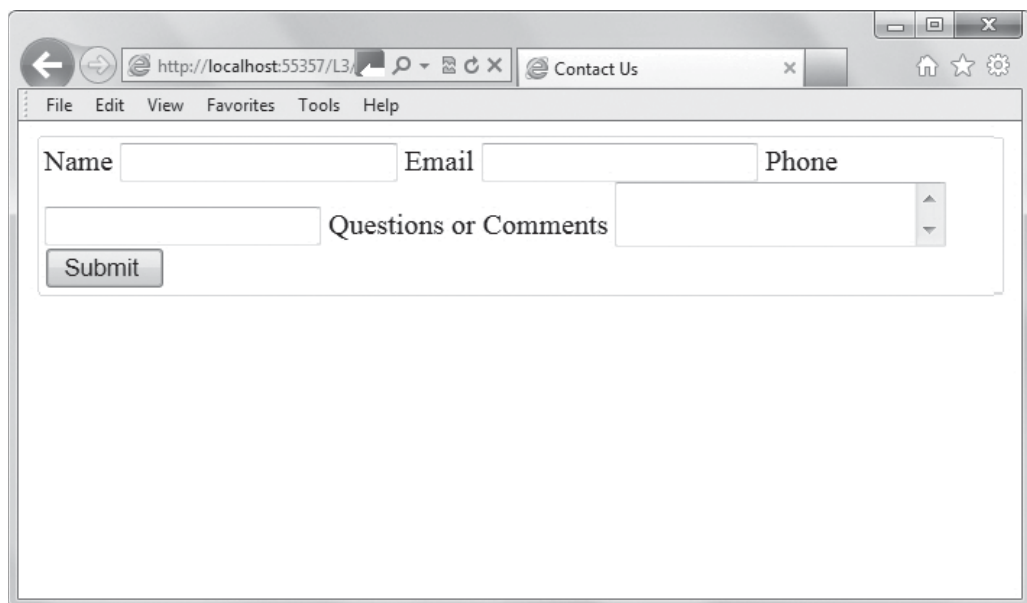 http://localhost:55357/L3/ Contact Us
File Edit View Favorites Tools Help
Name Email Phone
Questions or Comments
Submit